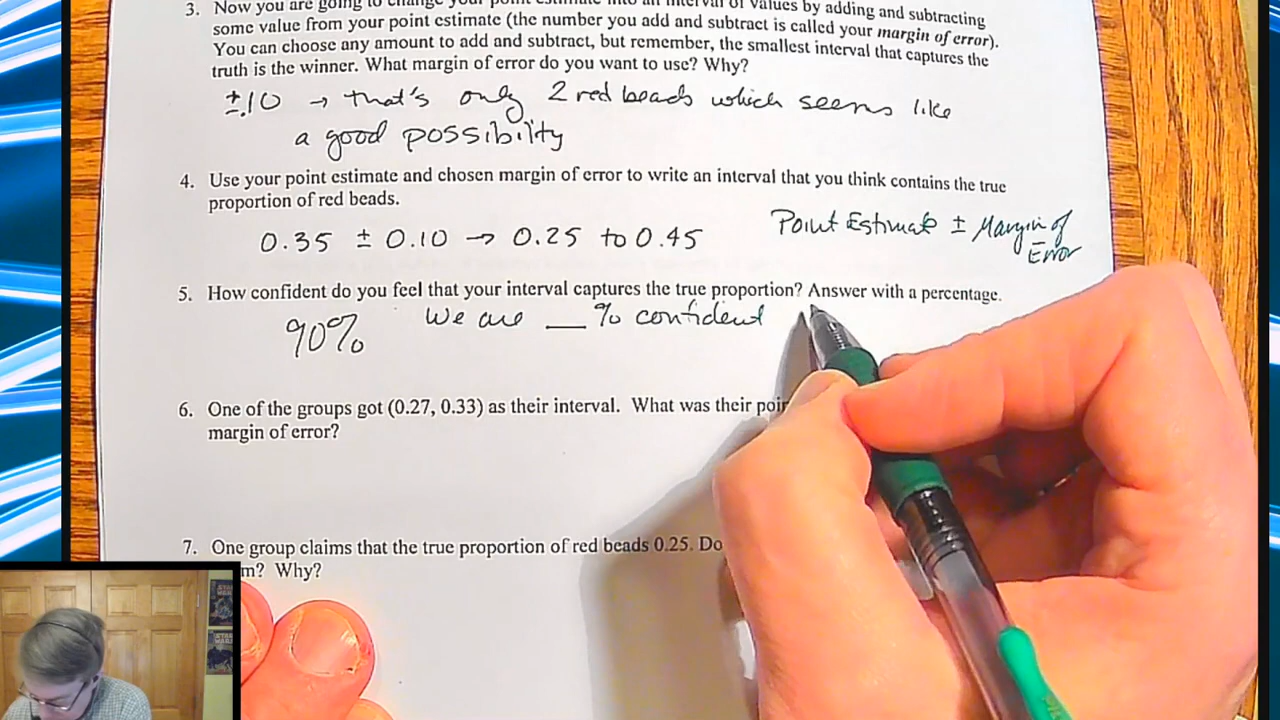 3. Now you are going to change your point estimate into an interval of values by adding and subtracting
some value from your point estimate (the number you add and subtract is called your margin of error).
You can choose any amount to add and subtract, but remember, the smallest interval that captures the
truth is the winner. What margin of error do you want to use? Why?
±.10 → that's only 2 red beads which seems like
a good possibility
4. Use your point estimate and chosen margin of error to write an interval that you think contains the true
proportion of red beads.
0.35 ± 0.10 → 0.25 to 0.45
Point Estimate ± Margin of
Error
5. How confident do you feel that your interval captures the true proportion? Answer with a percentage.
90%
We are __ % confident
6. One of the groups got (0.27, 0.33) as their interval. What was their
margin of error?
7. One group claims that the true proportion of red beads 0.25. Do
Why?
STAR
WARS